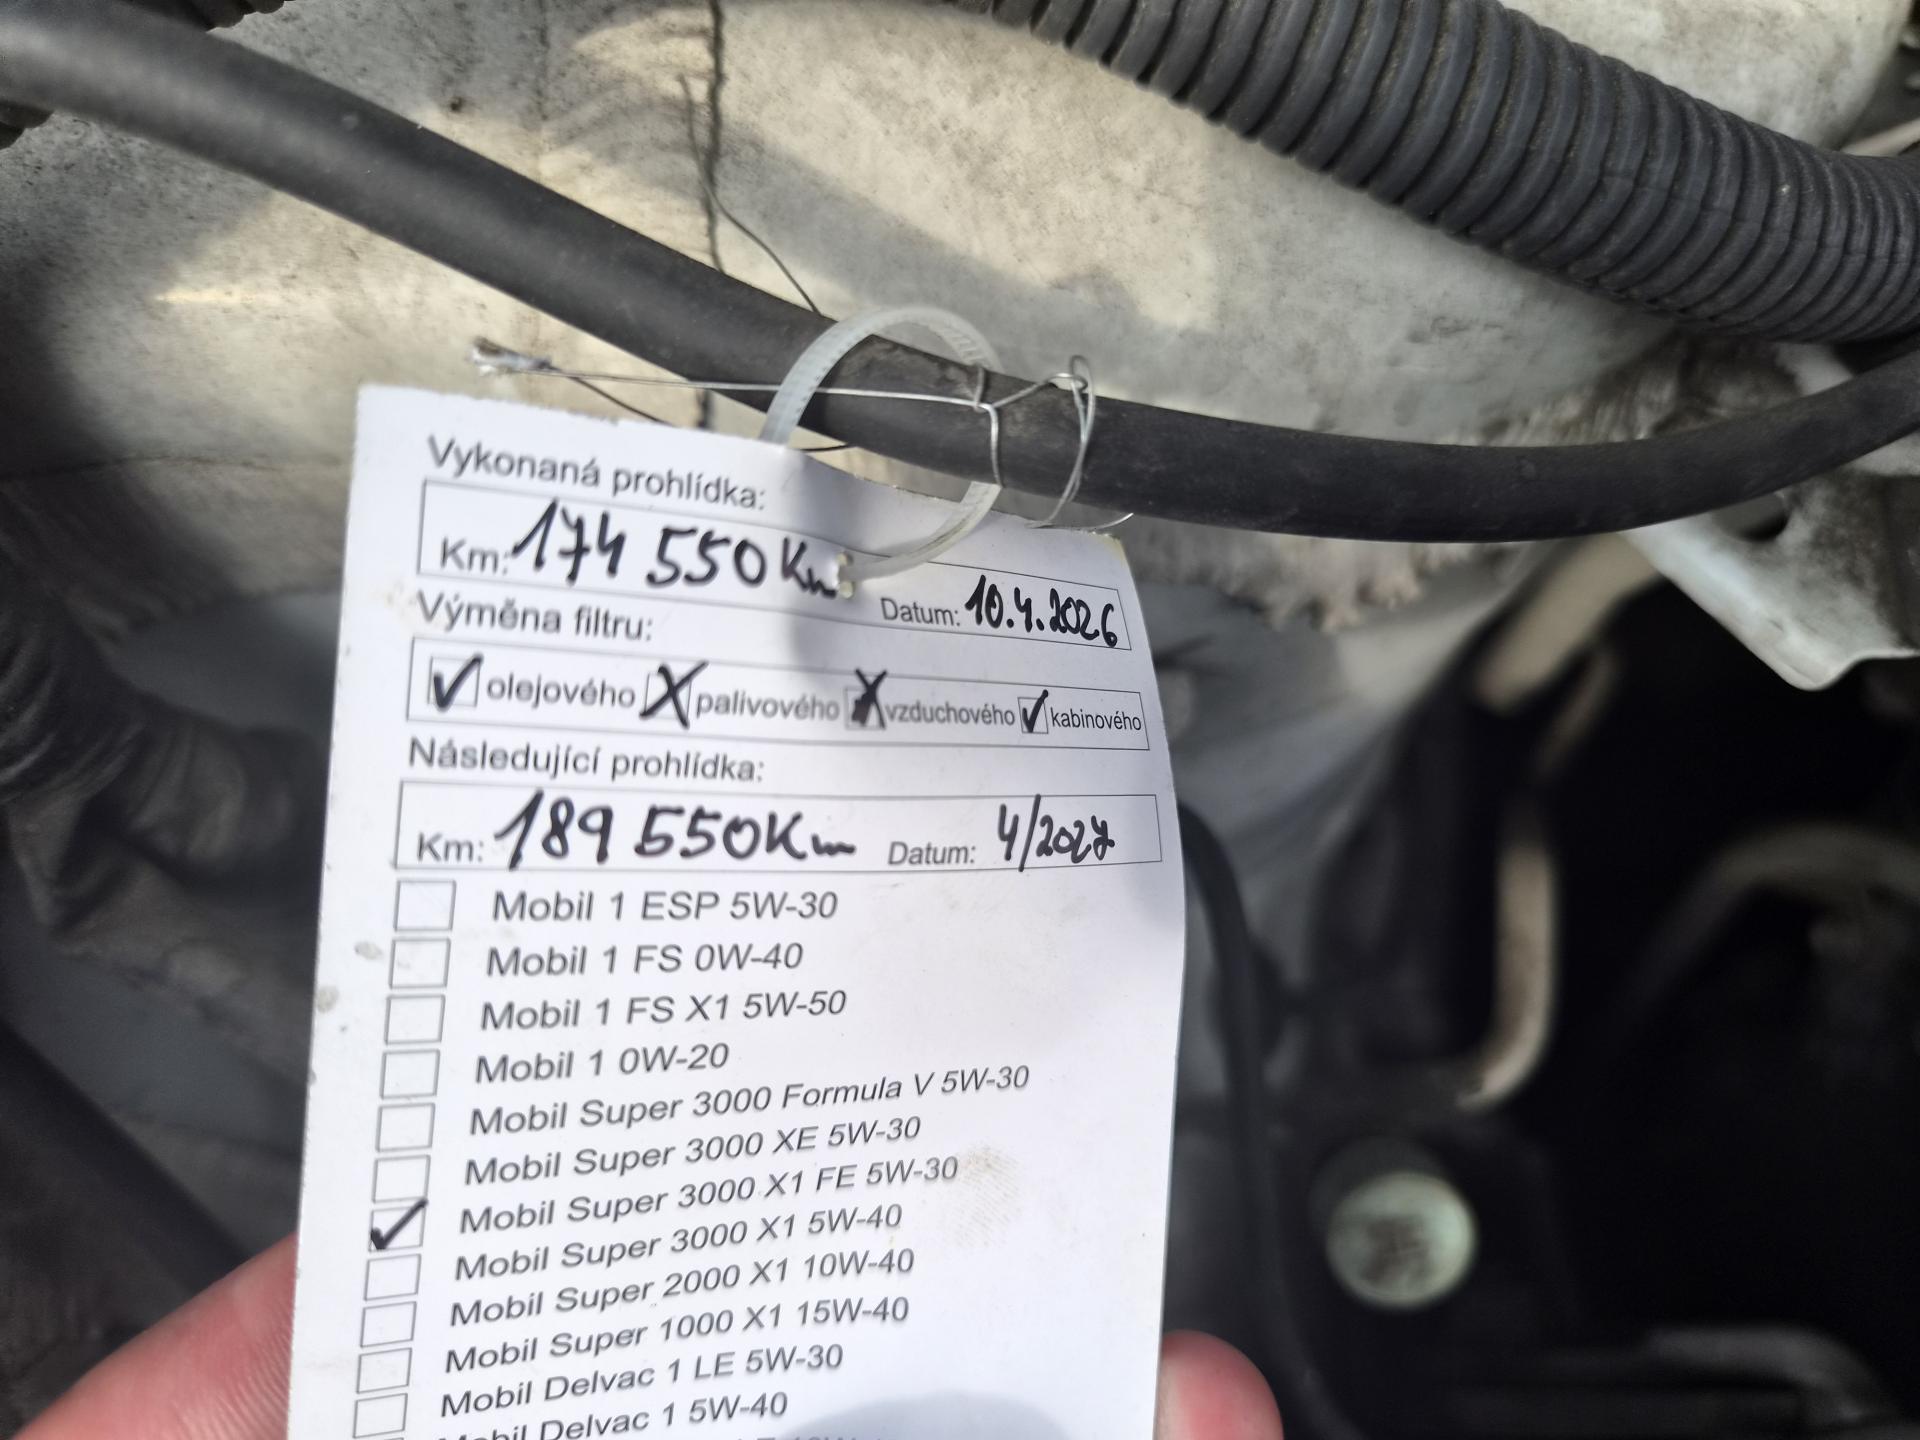 Vykonaná prohlídka:
Km: 174 550 Km Datum: 10.4.2026
Výměna filtru:
olejového palivového vzduchového kabinového
Následující prohlídka:
Km: 189 550 Km Datum: 4/2027
Mobil 1 ESP 5W-30
Mobil 1 FS 0W-40
Mobil 1 FS X1 5W-50
Mobil 1 0W-20
Mobil Super 3000 Formula V 5W-30
Mobil Super 3000 XE 5W-30
Mobil Super 3000 X1 FE 5W-30
Mobil Super 3000 X1 5W-40
Mobil Super 2000 X1 10W-40
Mobil Super 1000 X1 15W-40
Mobil Delvac 1 LE 5W-30
Mobil Delvac 1 5W-40